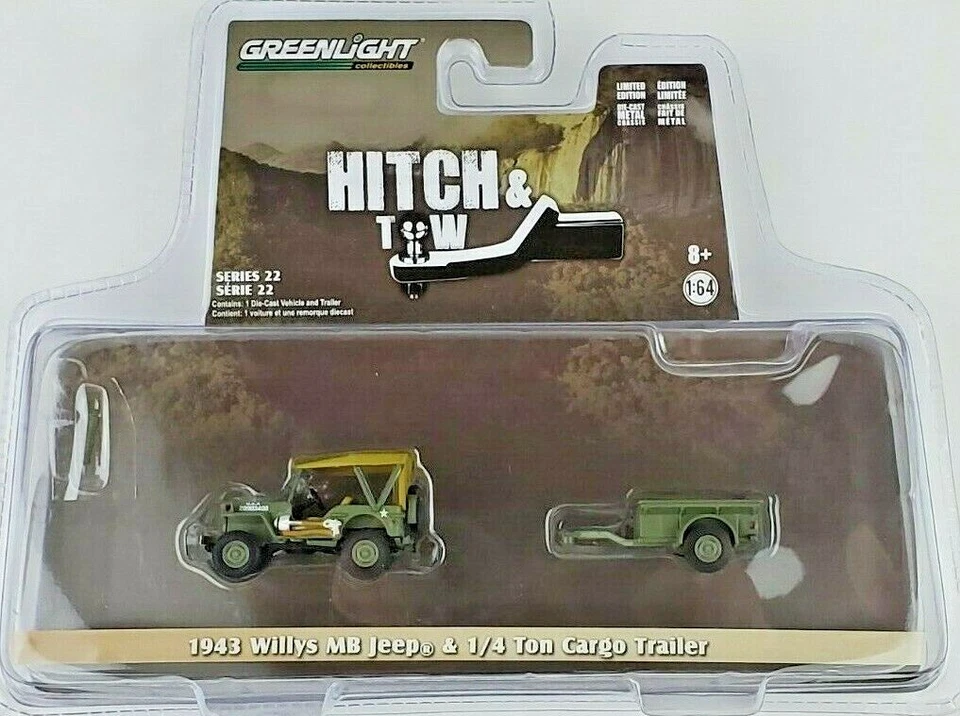 GREENLiGHT®
collectibles
LIMITED EDITION
ÉDITION LIMITÉE
DIE-CAST METAL CHASSIS
CHÂSSIS FAIT DE MÉTAL
HITCH &
TOW
8+
1:64
SERIES 22
SÉRIE 22
Contains: 1 Die-Cast Vehicle and Trailer
Contient: 1 voiture et une remorque diecast
U.S.A.
1943 Willys MB Jeep® & 1/4 Ton Cargo Trailer